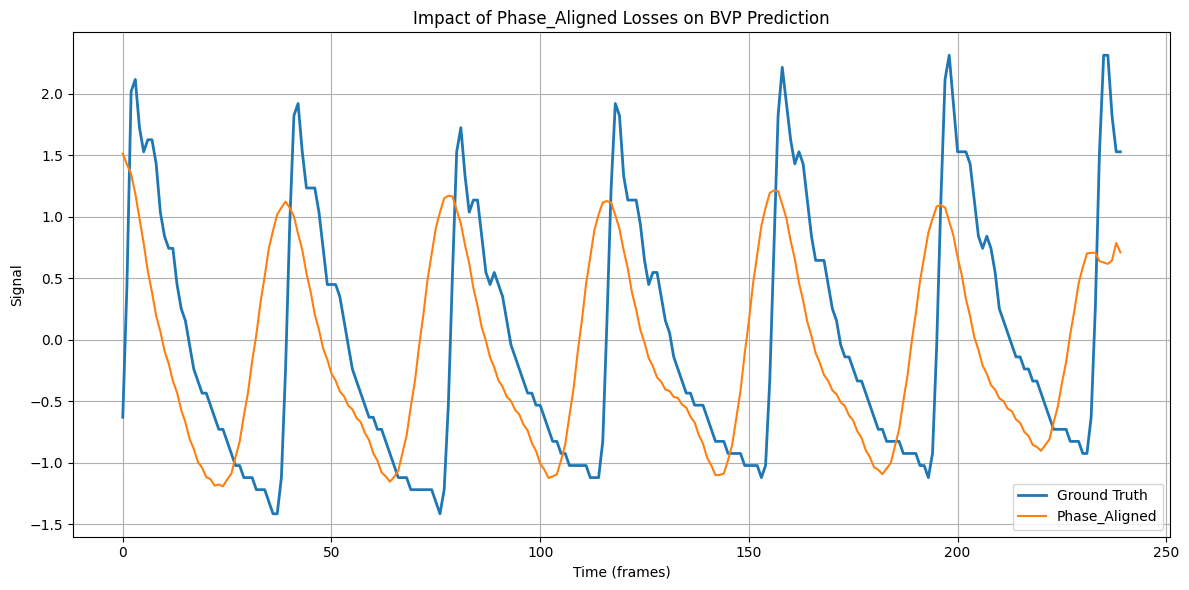 Impact of Phase_Aligned Losses on BVP Prediction
Signal
2.0
1.5
1.0
0.5
0.0
−0.5
−1.0
−1.5
Ground Truth
Phase_Aligned
0 50 100 150 200 250
Time (frames)